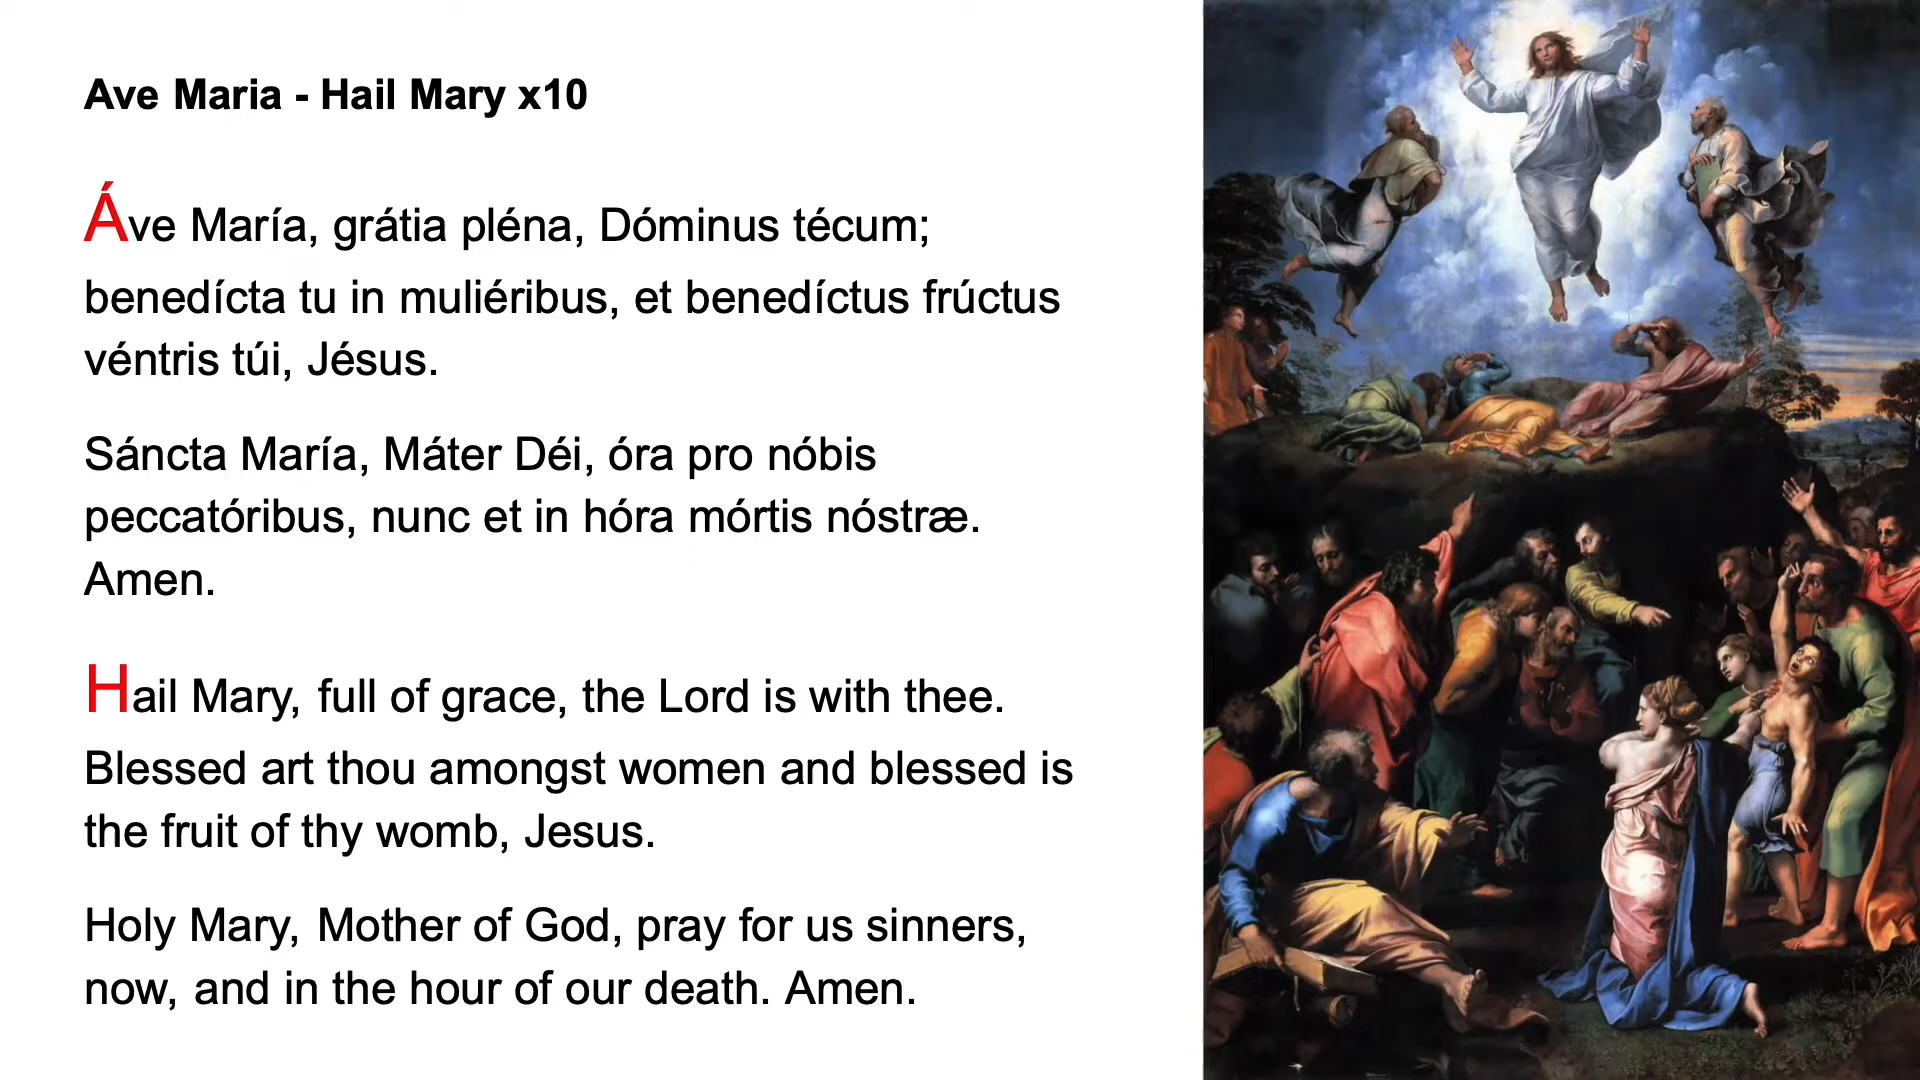 Ave Maria - Hail Mary x10
Áve María, grátia pléna, Dóminus técum;
benedícta tu in muliéribus, et benedíctus frúctus
véntris túi, Jésus.
Sáncta María, Máter Déi, óra pro nóbis
peccatóribus, nunc et in hóra mórtis nóstræ.
Amen.
Hail Mary, full of grace, the Lord is with thee.
Blessed art thou amongst women and blessed is
the fruit of thy womb, Jesus.
Holy Mary, Mother of God, pray for us sinners,
now, and in the hour of our death. Amen.